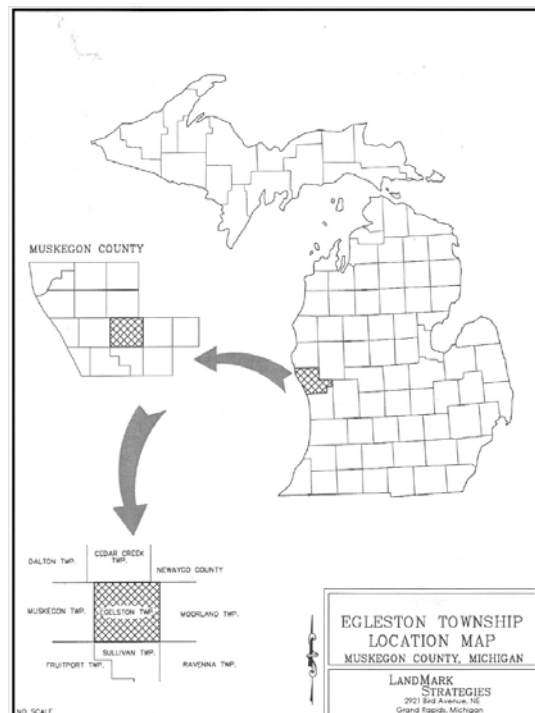 MUSKEGON COUNTY
DALTON TWP.
CEDAR CREEK
TWP.
NEWAYGO COUNTY
MUSKEGON TWP.
EGELSTON TWP.
MOORLAND TWP.
SULLIVAN TWP.
FRUITPORT TWP.
RAVENNA TWP.
NO SCALE
EGLESTON TOWNSHIP
LOCATION MAP
MUSKEGON COUNTY, MICHIGAN
LANDMARK
STRATEGIES
2921 Bird Avenue, NE
Grand Rapids, Michigan